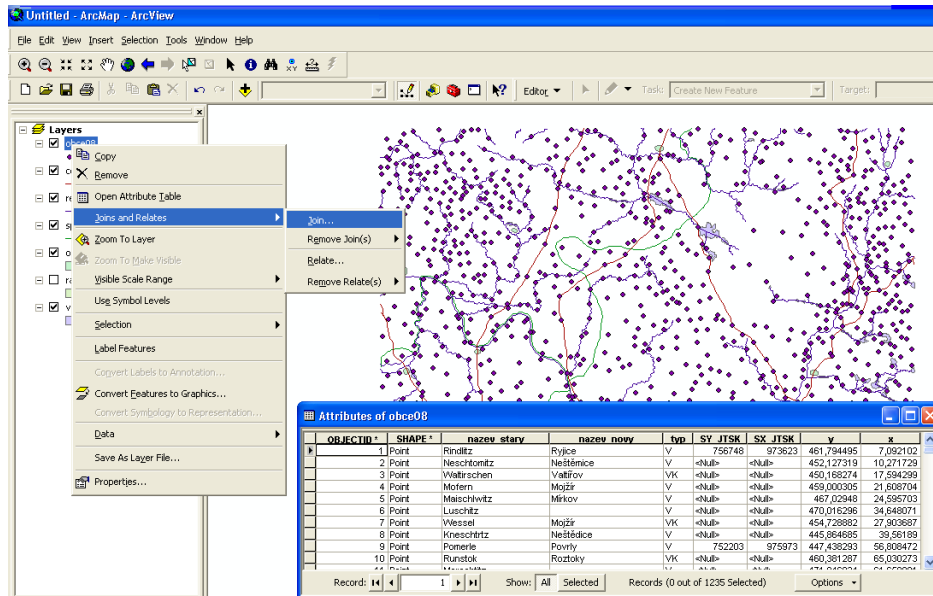 Untitled - ArcMap - ArcView
File Edit View Insert Selection Tools Window Help
Editor Task: Create New Feature Target:
Layers
obce08
Copy
Remove
Open Attribute Table
Joins and Relates
Zoom To Layer
Zoom To Make Visible
Visible Scale Range
Use Symbol Levels
Selection
Label Features
Convert Labels to Annotation...
Convert Features to Graphics...
Convert Symbology to Representation...
Data
Save As Layer File...
Properties...
Join...
Remove Join(s)
Relate...
Remove Relate(s)
Attributes of obce08
OBJECTID * SHAPE * nazev_stary nazev_novy typ SY_JTSK SX_JTSK y x
1 Point Rindlitz Ryjice V 756748 973623 461,794495 7,092102
2 Point Neschtomitz Neštěmice V <Null> <Null> 452,127319 10,271729
3 Point Waltirschen Valtířov VK <Null> <Null> 450,168274 17,594299
4 Point Mofern Mojžíř V <Null> <Null> 459,000305 21,608704
5 Point Maischlwitz Mírkov V <Null> <Null> 467,02948 24,595703
6 Point Luschitz V <Null> <Null> 470,016296 34,648071
7 Point Wessel Mojžíř VK <Null> <Null> 454,728882 27,903687
8 Point Kneschtrtz Neštědice V <Null> <Null> 445,864685 39,56189
9 Point Pomerle Povrly V 752203 975973 447,438293 56,808472
10 Point Runstok Roztoky VK <Null> <Null> 460,381287 65,030273
Record: 1 Show: All Selected Records (0 out of 1235 Selected) Options